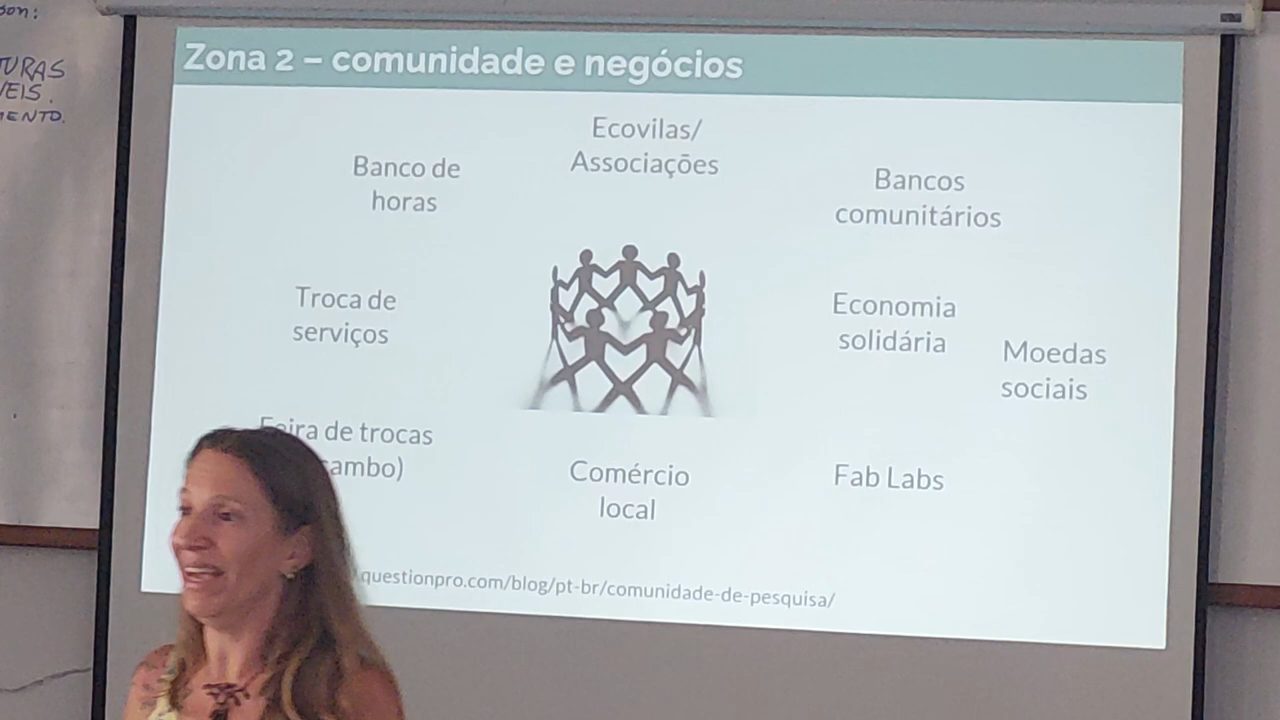 Zona 2 – comunidade e negócios
Ecovilas/
Associações
Banco de
horas
Bancos
comunitários
Troca de
serviços
Economia
solidária
Moedas
sociais
Feira de trocas
Comércio
local
Fab Labs
questionpro.com/blog/pt-br/comunidade-de-pesquisa/